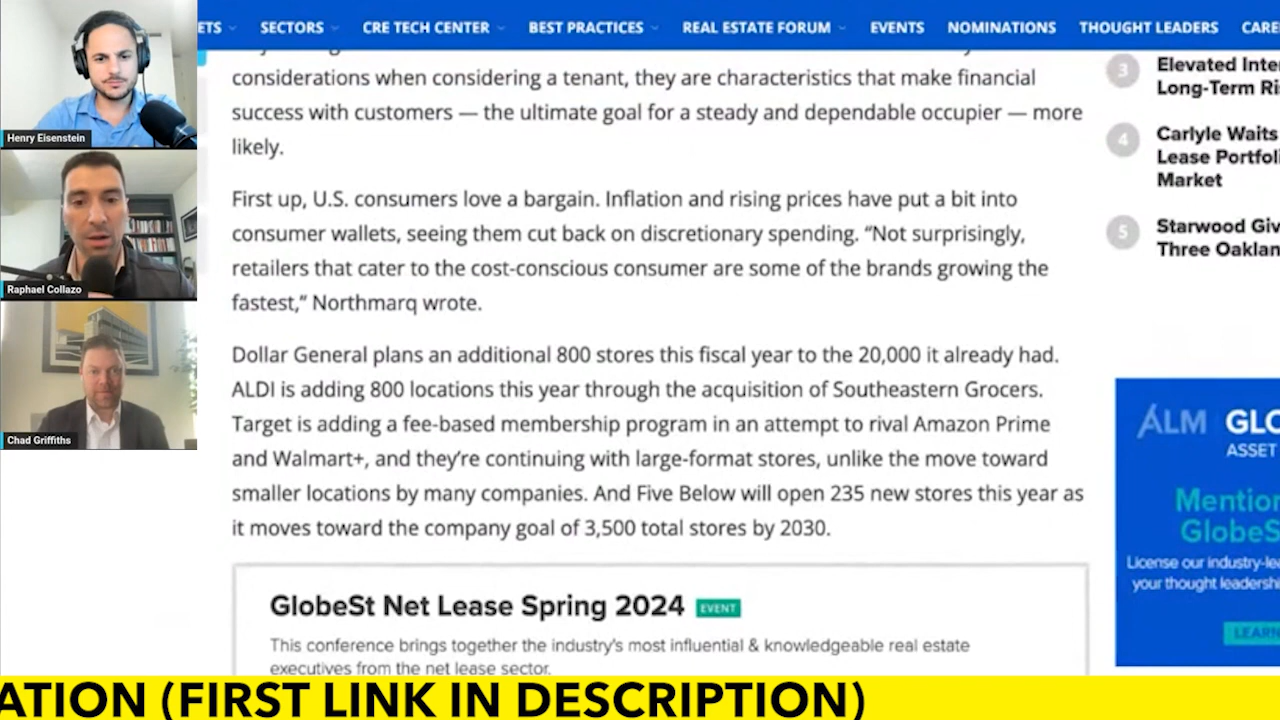 ETS
SECTORS
CRE TECH CENTER
BEST PRACTICES
REAL ESTATE FORUM
EVENTS
NOMINATIONS
THOUGHT LEADERS
CARE
Henry Eisenstein
Raphael Collazo
Chad Griffiths
considerations when considering a tenant, they are characteristics that make financial
success with customers — the ultimate goal for a steady and dependable occupier — more
likely.
First up, U.S. consumers love a bargain. Inflation and rising prices have put a bit into
consumer wallets, seeing them cut back on discretionary spending. “Not surprisingly,
retailers that cater to the cost-conscious consumer are some of the brands growing the
fastest,” Northmarq wrote.
Dollar General plans an additional 800 stores this fiscal year to the 20,000 it already had.
ALDI is adding 800 locations this year through the acquisition of Southeastern Grocers.
Target is adding a fee-based membership program in an attempt to rival Amazon Prime
and Walmart+, and they’re continuing with large-format stores, unlike the move toward
smaller locations by many companies. And Five Below will open 235 new stores this year as
it moves toward the company goal of 3,500 total stores by 2030.
GlobeSt Net Lease Spring 2024 EVENT
This conference brings together the industry's most influential & knowledgeable real estate
executives from the net lease sector.
3 Elevated Inter
Long-Term Ri
4 Carlyle Waits
Lease Portfoli
Market
5 Starwood Giv
Three Oaklan
ALM GLO
ASSET
Mention
GlobeS
License our industry-lea
your thought leadershi
LEARN
ATION (FIRST LINK IN DESCRIPTION)